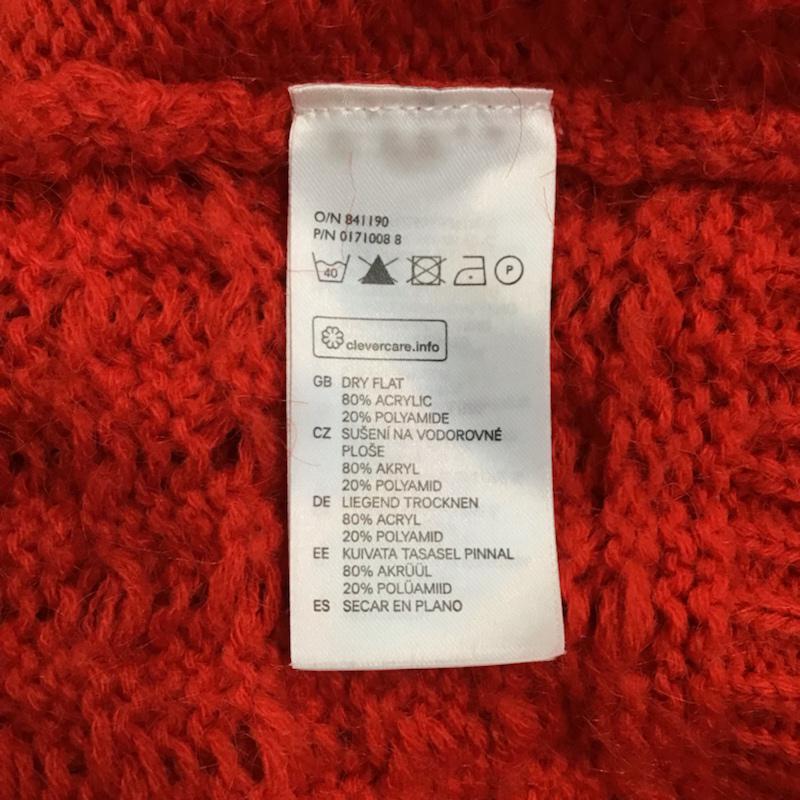 O/N 841190
P/N 0171008 8
40 P
clevercare.info
GB DRY FLAT
80% ACRYLIC
20% POLYAMIDE
CZ SUŠENÍ NA VODOROVNÉ
PLOŠE
80% AKRYL
20% POLYAMID
DE LIEGEND TROCKNEN
80% ACRYL
20% POLYAMID
EE KUIVATA TASASEL PINNAL
80% AKRÜÜL
20% POLÜAMIID
ES SECAR EN PLANO